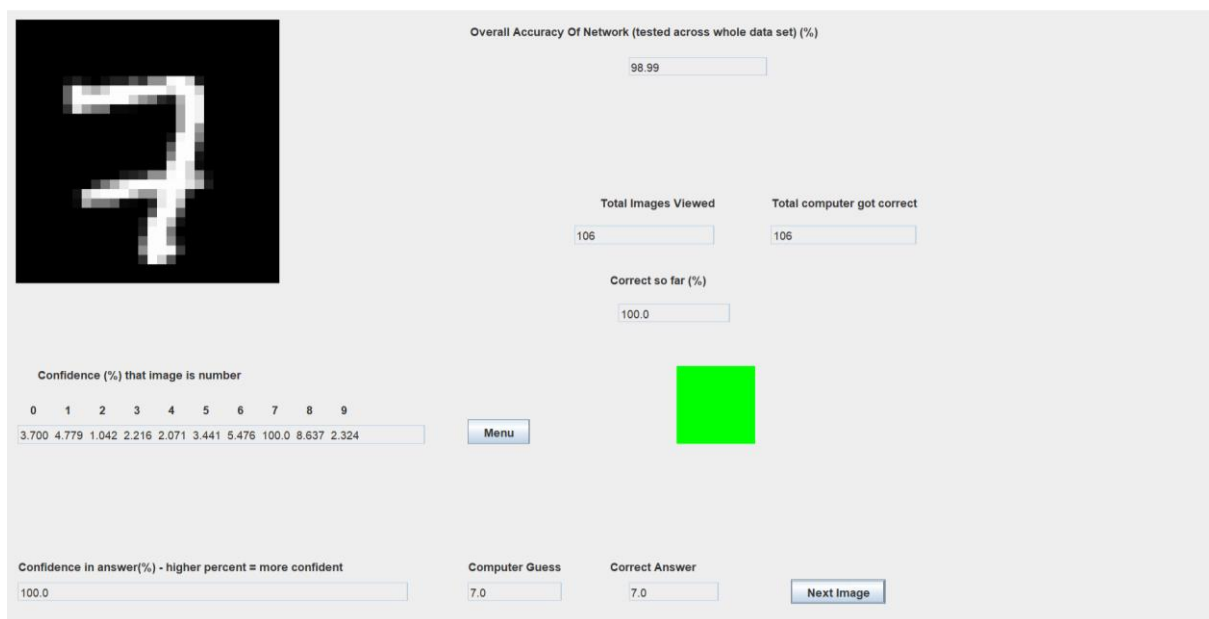 7
Overall Accuracy Of Network (tested across whole data set) (%)
98.99
Total Images Viewed
Total computer got correct
106
106
Correct so far (%)
100.0
Confidence (%) that image is number
0 1 2 3 4 5 6 7 8 9
3.700 4.779 1.042 2.216 2.071 3.441 5.476 100.0 8.637 2.324
Menu
Confidence in answer(%) - higher percent = more confident
100.0
Computer Guess
7.0
Correct Answer
7.0
Next Image